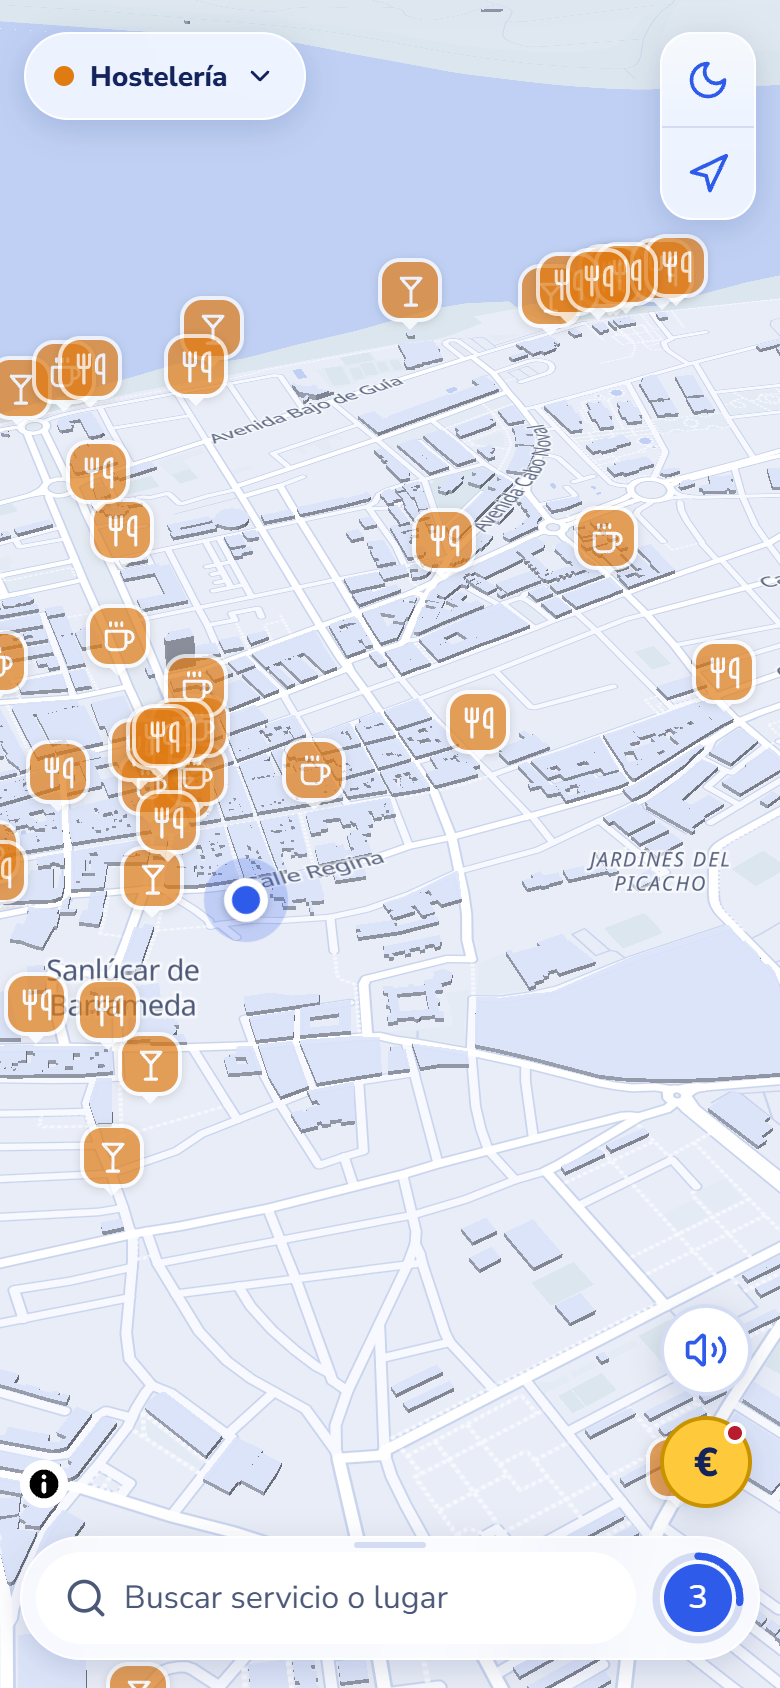 Hostelería
Avenida Bajo de Guía
Avenida Cabo Noval
JARDINES DEL
PICACHO
Calle Regina
Sanlúcar de
Barrameda
€
Buscar servicio o lugar
3